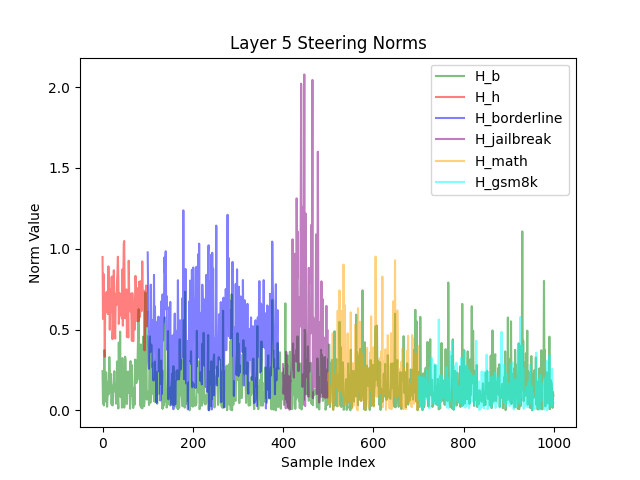 Layer 5 Steering Norms
Norm Value
2.0
1.5
1.0
0.5
0.0
H_b
H_h
H_borderline
H_jailbreak
H_math
H_gsm8k
0 200 400 600 800 1000
Sample Index